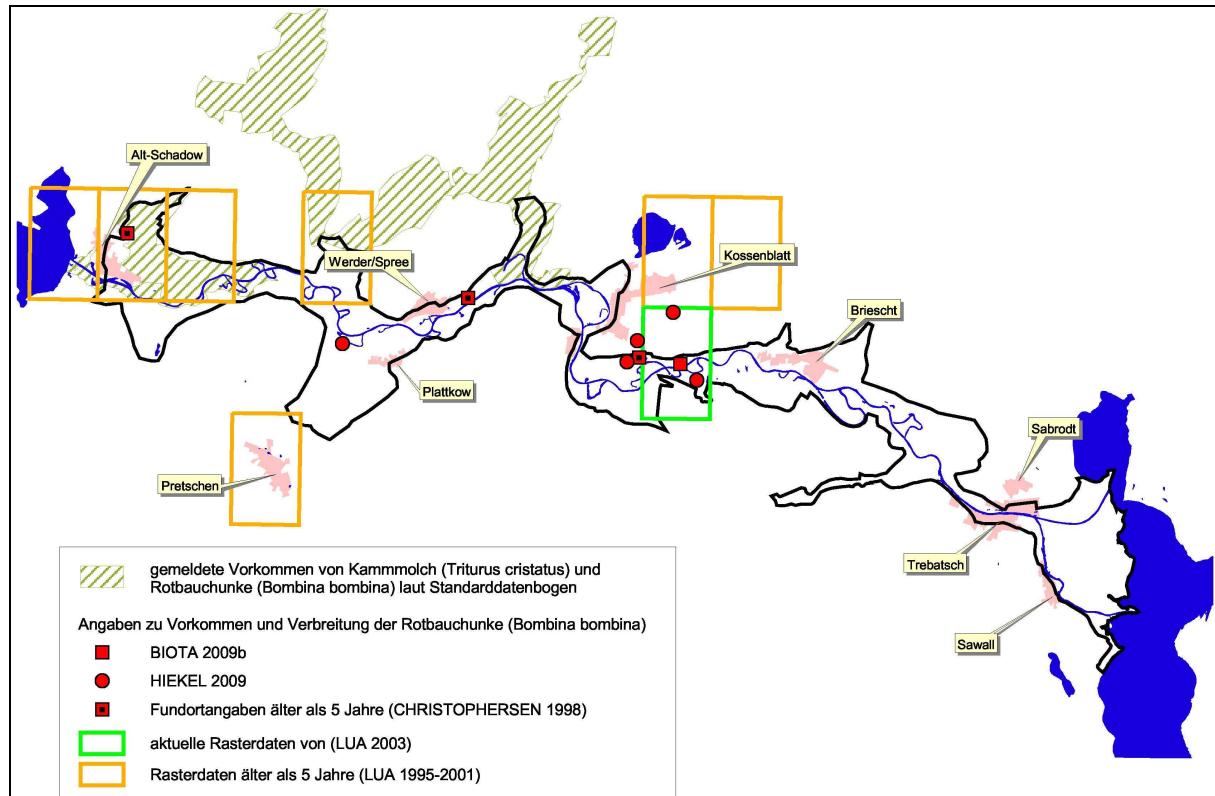 Alt-Schadow
Werder/Spree
Kossenblatt
Briescht
Plattkow
Sabrodt
Pretschen
Trebatsch
Sawall
gemeldete Vorkommen von Kammmolch (Triturus cristatus) und
Rotbauchunke (Bombina bombina) laut Standarddatenbogen
Angaben zu Vorkommen und Verbreitung der Rotbauchunke (Bombina bombina)
BIOTA 2009b
HIEKEL 2009
Fundortangaben älter als 5 Jahre (CHRISTOPHERSEN 1998)
aktuelle Rasterdaten von (LUA 2003)
Rasterdaten älter als 5 Jahre (LUA 1995-2001)